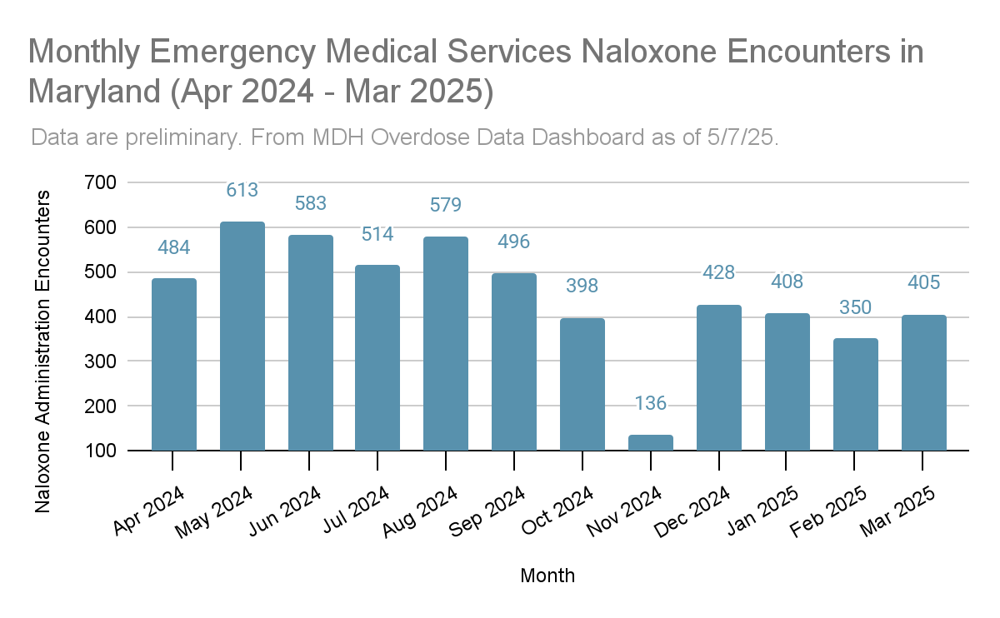 Monthly Emergency Medical Services Naloxone Encounters in
Maryland (Apr 2024 - Mar 2025)
Data are preliminary. From MDH Overdose Data Dashboard as of 5/7/25.
Naloxone Administration Encounters
700
600
500
400
300
200
100
484
613
583
514
579
496
398
136
428
408
350
405
Apr 2024
May 2024
Jun 2024
Jul 2024
Aug 2024
Sep 2024
Oct 2024
Nov 2024
Dec 2024
Jan 2025
Feb 2025
Mar 2025
Month